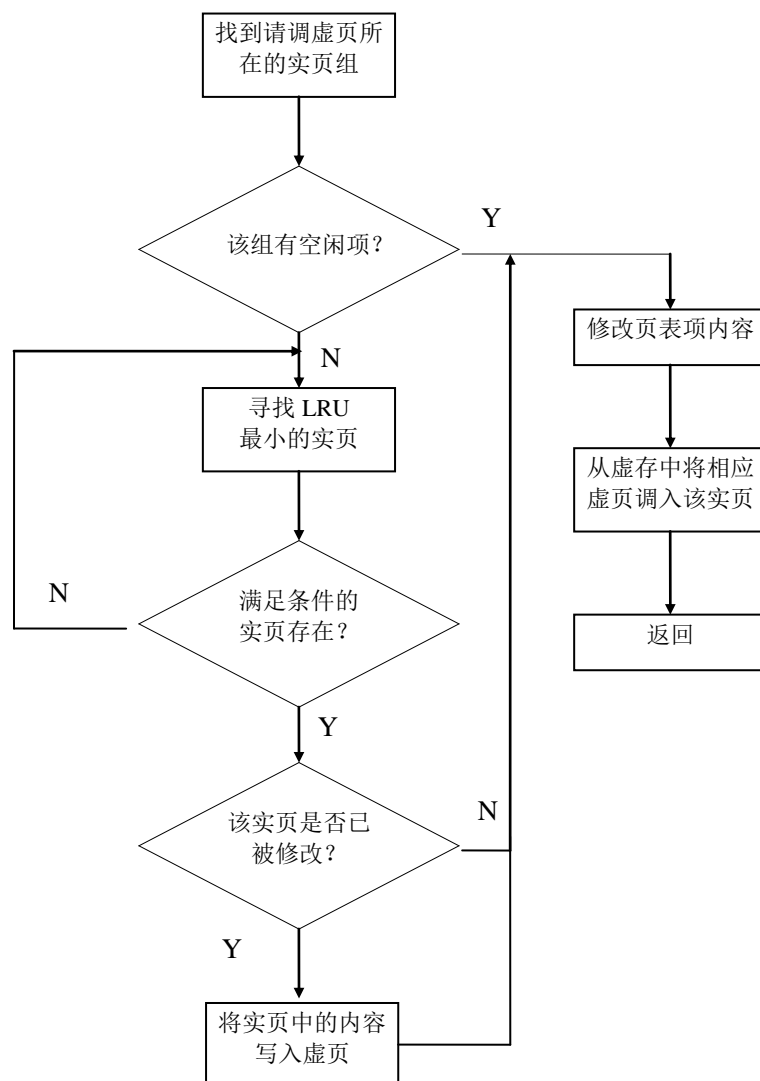 找到请调虚页所
在的实页组
该组有空闲项？
Y
N
修改页表项内容
寻找 LRU
最小的实页
从虚存中将相应
虚页调入该实页
N
满足条件的
实页存在？
返回
Y
该实页是否已
被修改？
N
Y
将实页中的内容
写入虚页